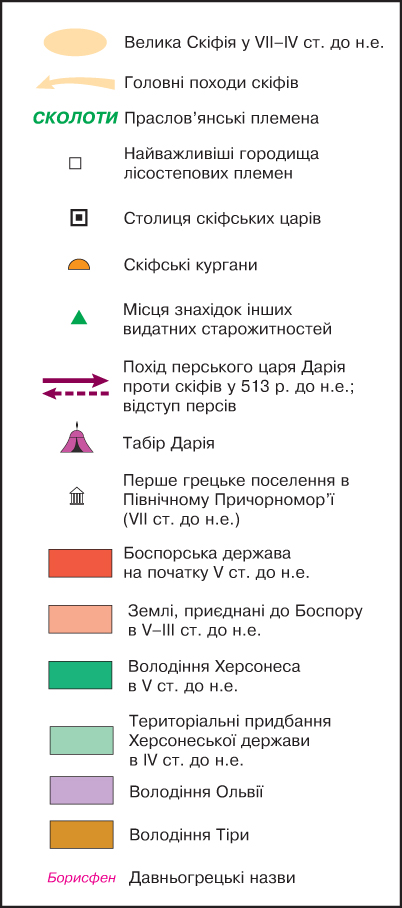 Велика Скіфія у VII–IV ст. до н.е.
Головні походи скіфів
СКОЛОТИ Праслов’янські племена
Найважливіші городища
лісостепових племен
Столиця скіфських царів
Скіфські кургани
Місця знахідок інших
видатних старожитностей
Похід перського царя Дарія
проти скіфів у 513 р. до н.е.;
відступ персів
Табір Дарія
Перше грецьке поселення в
Північному Причорномор’ї
(VII ст. до н.е.)
Боспорська держава
на початку V ст. до н.е.
Землі, приєднані до Боспору
в V–III ст. до н.е.
Володіння Херсонеса
в V ст. до н.е.
Територіальні придбання
Херсонеської держави
в IV ст. до н.е.
Володіння Ольвії
Володіння Тіри
Борисфен Давньогрецькі назви